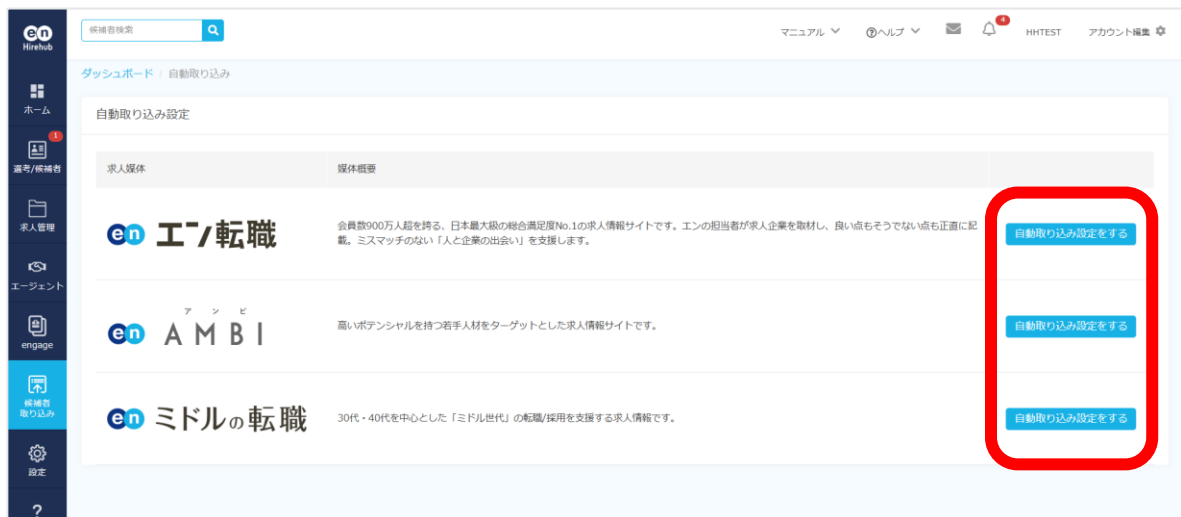 en
Hirehub
候補者検索
マニュアル
ヘルプ
4
HHTEST
アカウント編集
ダッシュボード / 自動取り込み
ホーム
1
選考/候補者
求人管理
エージェント
engage
候補者
取り込み
設定
?
自動取り込み設定
求人媒体
媒体概要
en エン転職
会員数900万人超を誇る、日本最大級の総合満足度No.1の求人情報サイトです。エンの担当者が求人企業を取材し、良い点もそうでない点も正直に記
載。ミスマッチのない「人と企業の出会い」を支援します。
自動取り込み設定をする
アンビ
en AMBI
高いポテンシャルを持つ若手人材をターゲットとした求人情報サイトです。
自動取り込み設定をする
en ミドルの転職
30代・40代を中心とした「ミドル世代」の転職/採用を支援する求人情報です。
自動取り込み設定をする